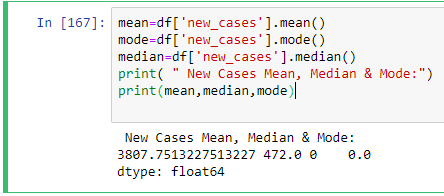 In [167]: mean=df['new_cases'].mean()
mode=df['new_cases'].mode()
median=df['new_cases'].median()
print( " New Cases Mean, Median & Mode:")
print(mean,median,mode)
New Cases Mean, Median & Mode:
3807.7513227513227 472.0 0    0.0
dtype: float64